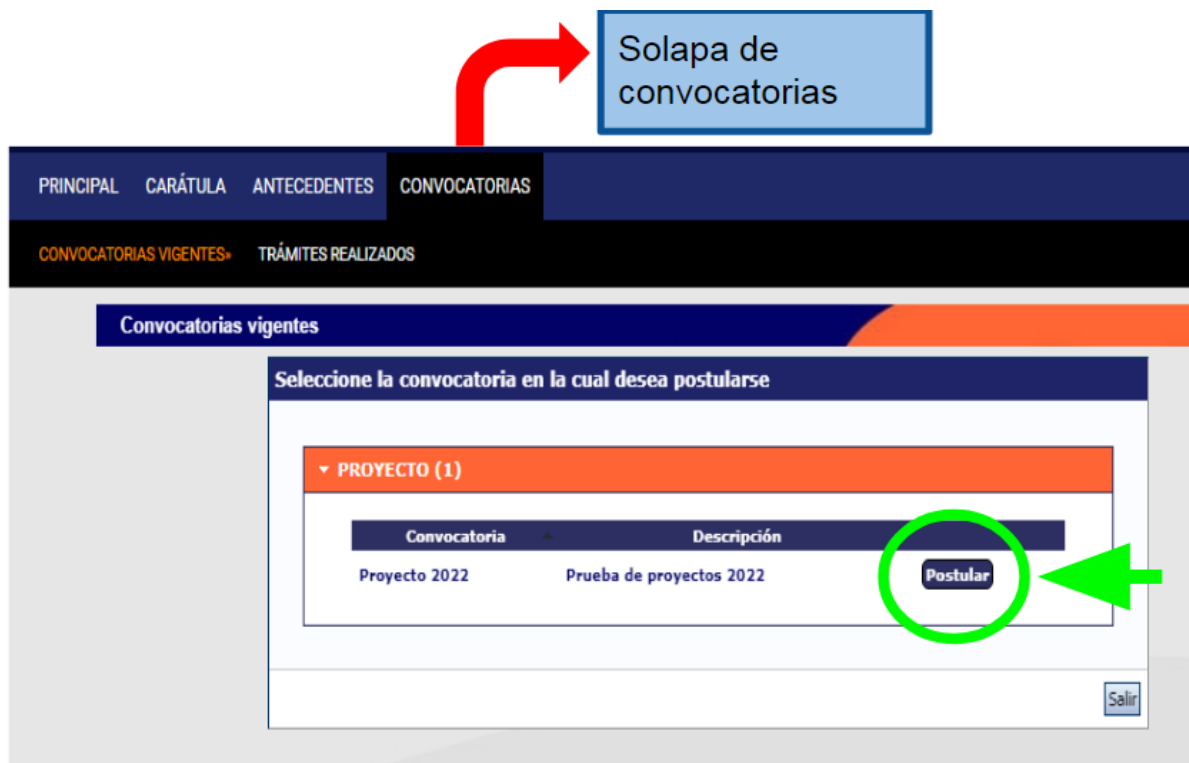 Solapa de
convocatorias
PRINCIPAL CARÁTULA ANTECEDENTES CONVOCATORIAS
CONVOCATORIAS VIGENTES» TRÁMITES REALIZADOS
Convocatorias vigentes
Seleccione la convocatoria en la cual desea postularse
PROYECTO (1)
Convocatoria Descripción
Proyecto 2022 Prueba de proyectos 2022 Postular
Salir